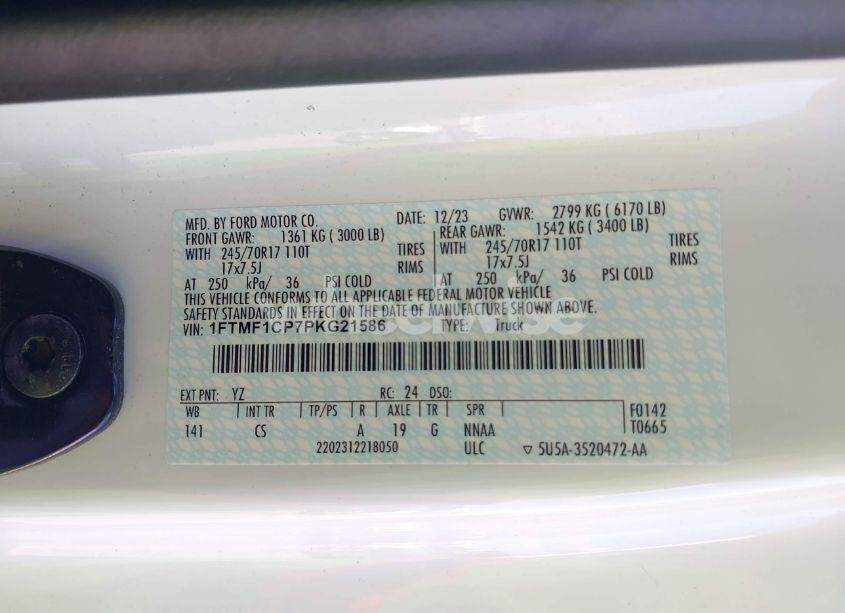 MFD. BY FORD MOTOR CO. DATE: 12/23 GVWR: 2799 KG ( 6170 LB)
FRONT GAWR: 1361 KG ( 3000 LB) REAR GAWR: 1542 KG ( 3400 LB)
WITH 245/70R17 110T TIRES WITH 245/70R17 110T TIRES
17x7.5J RIMS 17x7.5J RIMS
AT 250 kPa/ 36 PSI COLD AT 250 kPa/ 36 PSI COLD
THIS VEHICLE CONFORMS TO ALL APPLICABLE FEDERAL MOTOR VEHICLE
SAFETY STANDARDS IN EFFECT ON THE DATE OF MANUFACTURE SHOWN ABOVE.
VIN: 1FTMF1CP7PKG21586 TYPE: Truck
EXT PNT: YZ RC: 24 DSO:
WB INT TR TP/PS R AXLE TR SPR F0142
141 CS A 19 G NNAA T0665
2202312218050 ULC ▽ 5U5A-3520472-AA